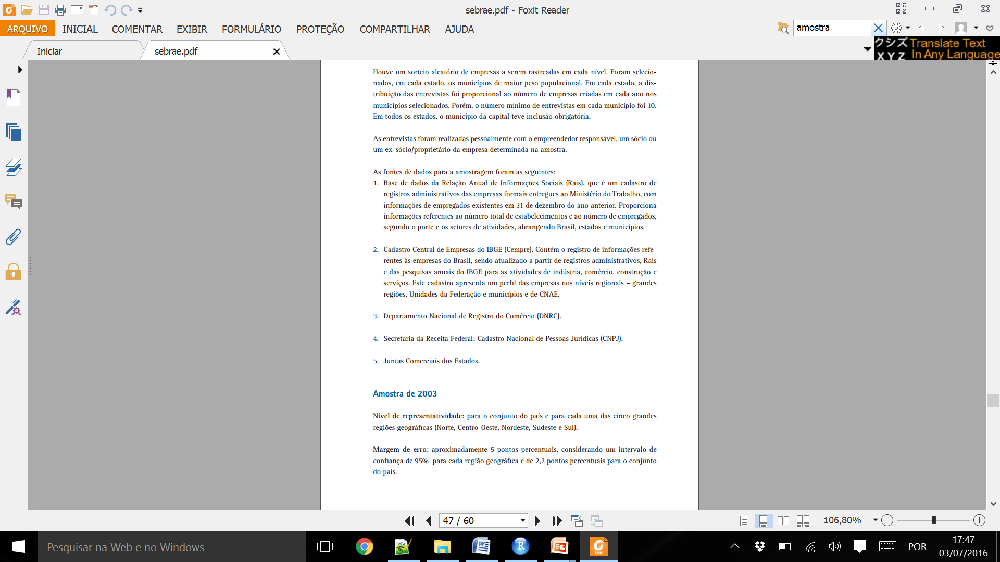 sebrae.pdf - Foxit Reader
ARQUIVO INICIAL COMENTAR EXIBIR FORMULÁRIO PROTEÇÃO COMPARTILHAR AJUDA
amostra
Iniciar
sebrae.pdf
クシズ Translate Text
XYZ In Any Language
Houve um sorteio aleatório de empresas a serem rastreadas em cada nível. Foram selecio-
nados, em cada estado, os municípios de maior peso populacional. Em cada estado, a dis-
tribuição das entrevistas foi proporcional ao número de empresas criadas em cada ano nos
municípios selecionados. Porém, o número mínimo de entrevistas em cada município foi 10.
Em todos os estados, o município da capital teve inclusão obrigatória.
As entrevistas foram realizadas pessoalmente com o empreendedor responsável, um sócio ou
um ex-sócio/proprietário da empresa determinada na amostra.
As fontes de dados para a amostragem foram as seguintes:
1. Base de dados da Relação Anual de Informações Sociais (Rais), que é um cadastro de
registros administrativos das empresas formais entregues ao Ministério do Trabalho, com
informações de empregados existentes em 31 de dezembro do ano anterior. Proporciona
informações referentes ao número total de estabelecimentos e ao número de empregados,
segundo o porte e os setores de atividades, abrangendo Brasil, estados e municípios.
2. Cadastro Central de Empresas do IBGE (Cempre). Contém o registro de informações refe-
rentes às empresas do Brasil, sendo atualizado a partir de registros administrativos, Rais
e das pesquisas anuais do IBGE para as atividades de indústria, comércio, construção e
serviços. Este cadastro apresenta um perfil das empresas nos níveis regionais – grandes
regiões, Unidades da Federação e municípios e de CNAE.
3. Departamento Nacional de Registro do Comércio (DNRC).
4. Secretaria da Receita Federal: Cadastro Nacional de Pessoas Jurídicas (CNPJ).
5. Juntas Comerciais dos Estados.
Amostra de 2003
Nível de representatividade: para o conjunto do país e para cada uma das cinco grandes
regiões geográficas (Norte, Centro-Oeste, Nordeste, Sudeste e Sul).
Margem de erro: aproximadamente 5 pontos percentuais, considerando um intervalo de
confiança de 95% para cada região geográfica e de 2,2 pontos percentuais para o conjunto
do país.
47 / 60
106,80%
Pesquisar na Web e no Windows
POR
17:47
03/07/2016